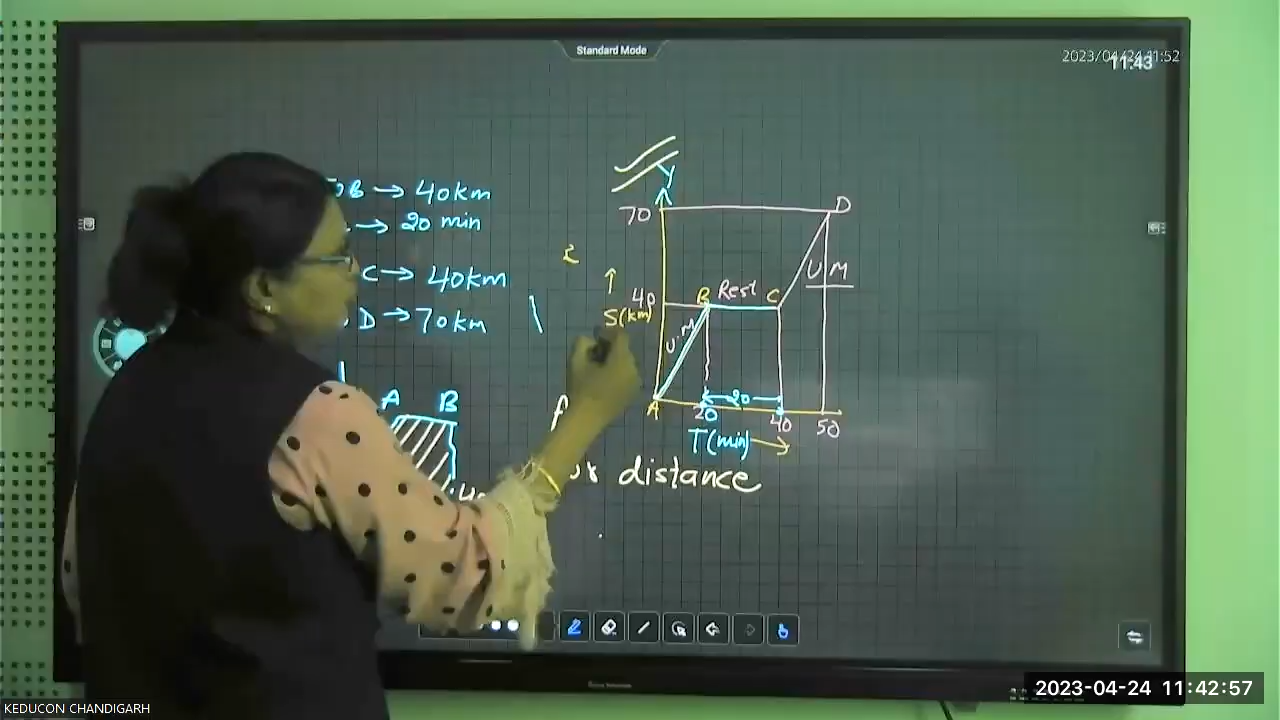 Standard Mode
2023/04/24 11:52
11:43
B → 40km
→ 20 min
C → 40km
D → 70km
Y
70
D
U M
40
B Rest C
S(km)
U.M
A
20
20
40
50
T(min) →
A B
distance
KEDUCON CHANDIGARH
2023-04-24 11:42:57